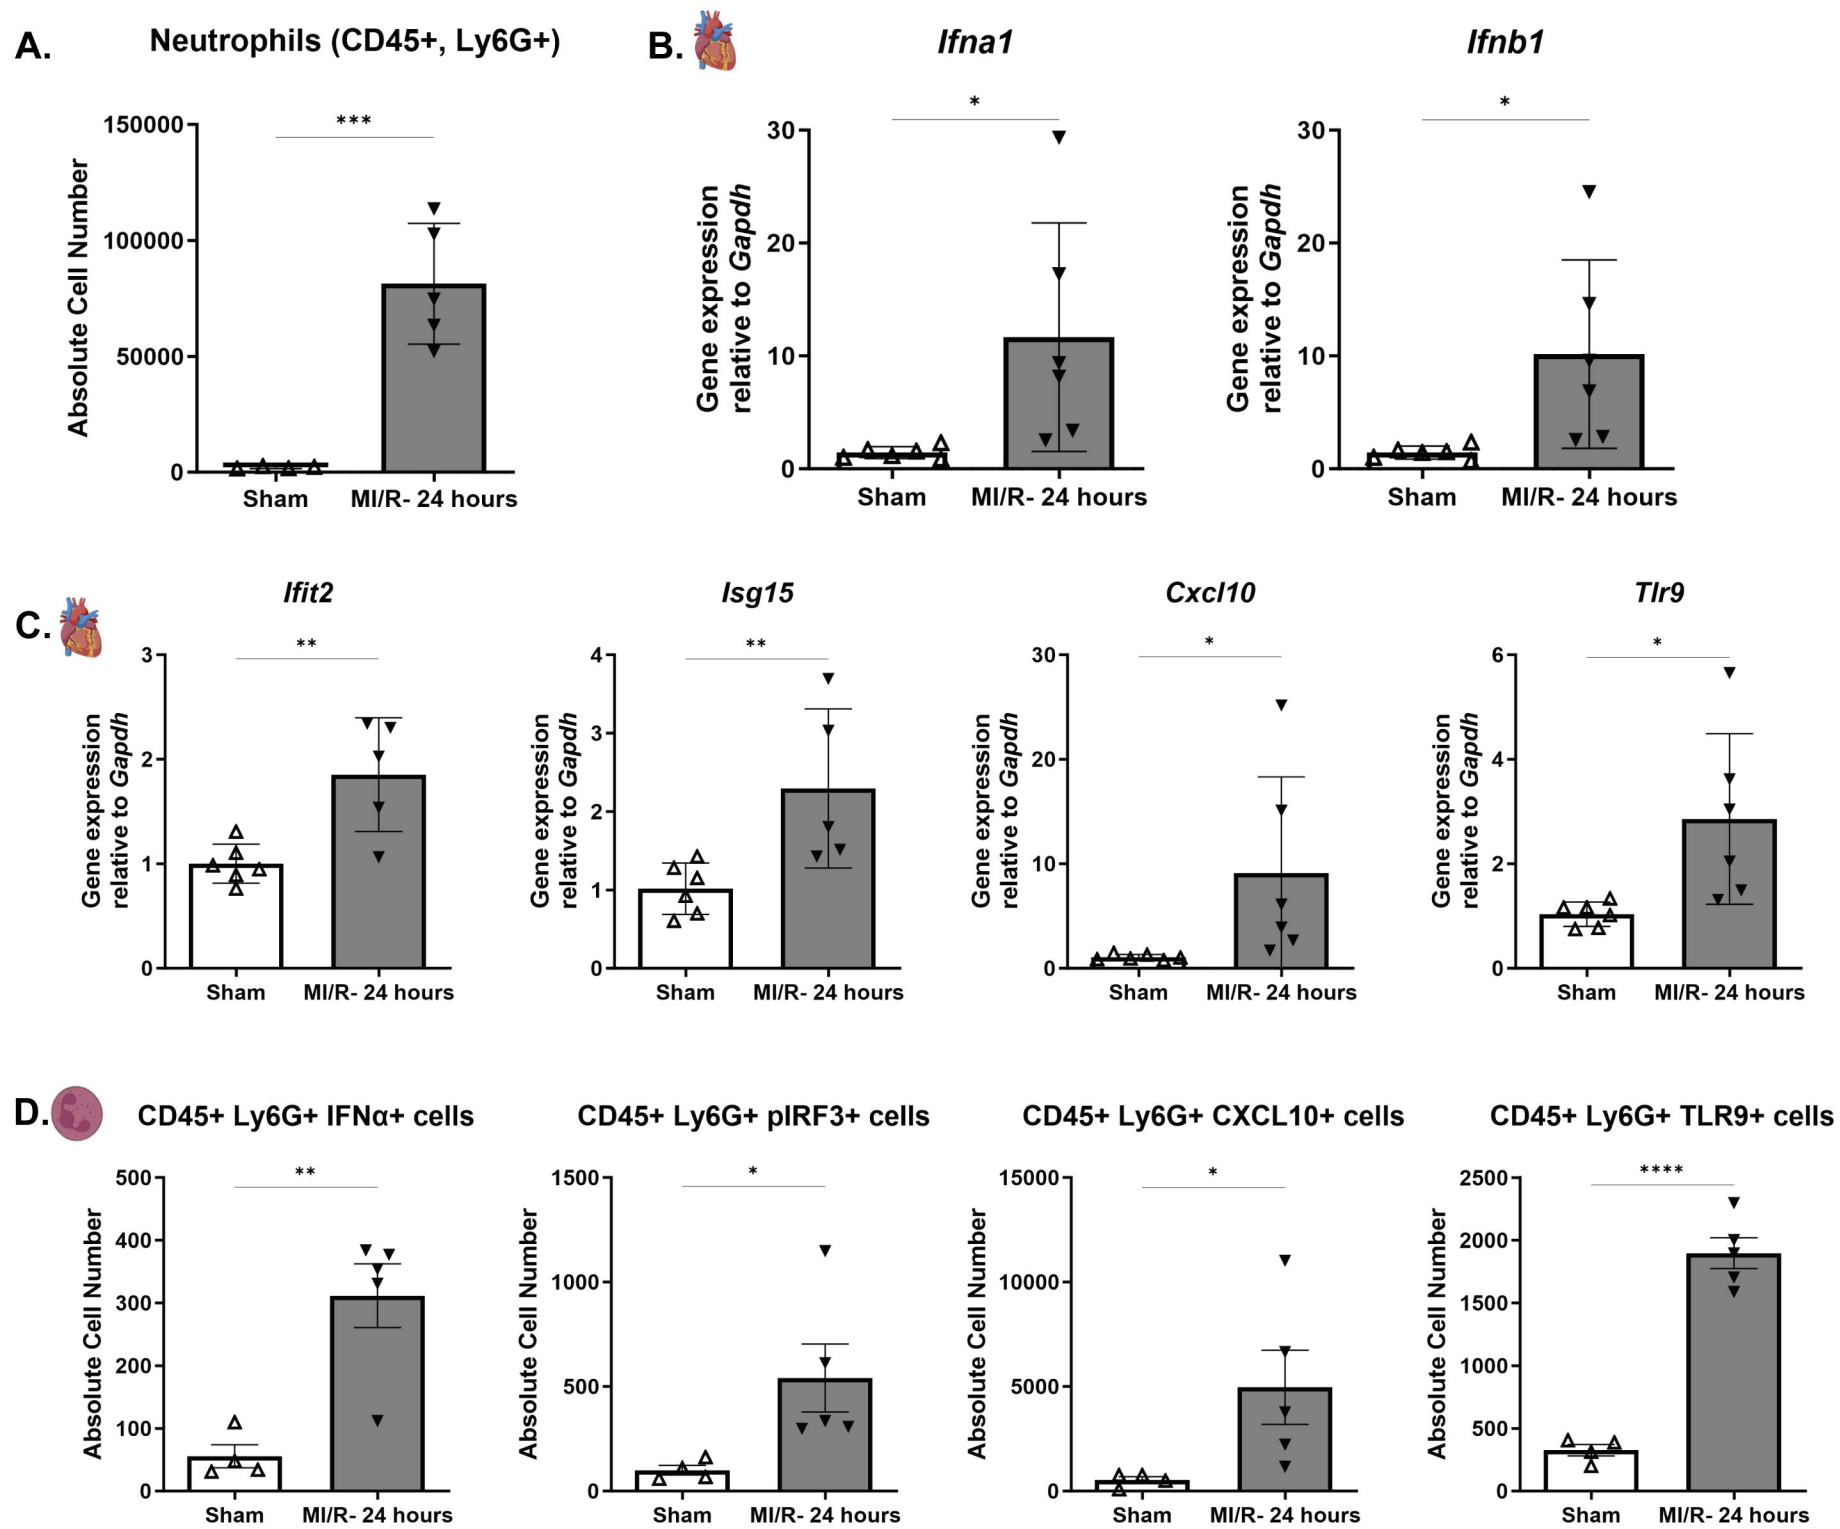 A.
Neutrophils (CD45+, Ly6G+)
***
Absolute Cell Number
150000
100000
50000
0
Sham
MI/R- 24 hours
B.
Ifna1
*
Gene expression
relative to Gapdh
30
20
10
0
Sham
MI/R- 24 hours
Ifnb1
*
Gene expression
relative to Gapdh
30
20
10
0
Sham
MI/R- 24 hours
C.
Ifit2
**
Gene expression
relative to Gapdh
3
2
1
0
Sham
MI/R- 24 hours
Isg15
**
Gene expression
relative to Gapdh
4
3
2
1
0
Sham
MI/R- 24 hours
Cxcl10
*
Gene expression
relative to Gapdh
30
20
10
0
Sham
MI/R- 24 hours
Tlr9
*
Gene expression
relative to Gapdh
6
4
2
0
Sham
MI/R- 24 hours
D.
CD45+ Ly6G+ IFNα+ cells
**
Absolute Cell Number
500
400
300
200
100
0
Sham
MI/R- 24 hours
CD45+ Ly6G+ pIRF3+ cells
*
Absolute Cell Number
1500
1000
500
0
Sham
MI/R- 24 hours
CD45+ Ly6G+ CXCL10+ cells
*
Absolute Cell Number
15000
10000
5000
0
Sham
MI/R- 24 hours
CD45+ Ly6G+ TLR9+ cells
****
Absolute Cell Number
2500
2000
1500
1000
500
0
Sham
MI/R- 24 hours